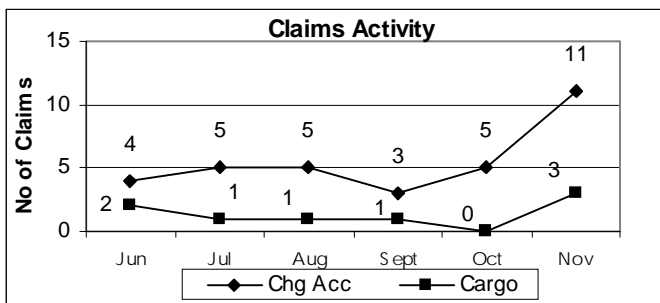 Claims Activity
No of Claims
15
10
5
0
4
5
5
3
5
11
2
1
1
1
0
3
Jun
Jul
Aug
Sept
Oct
Nov
Chg Acc
Cargo